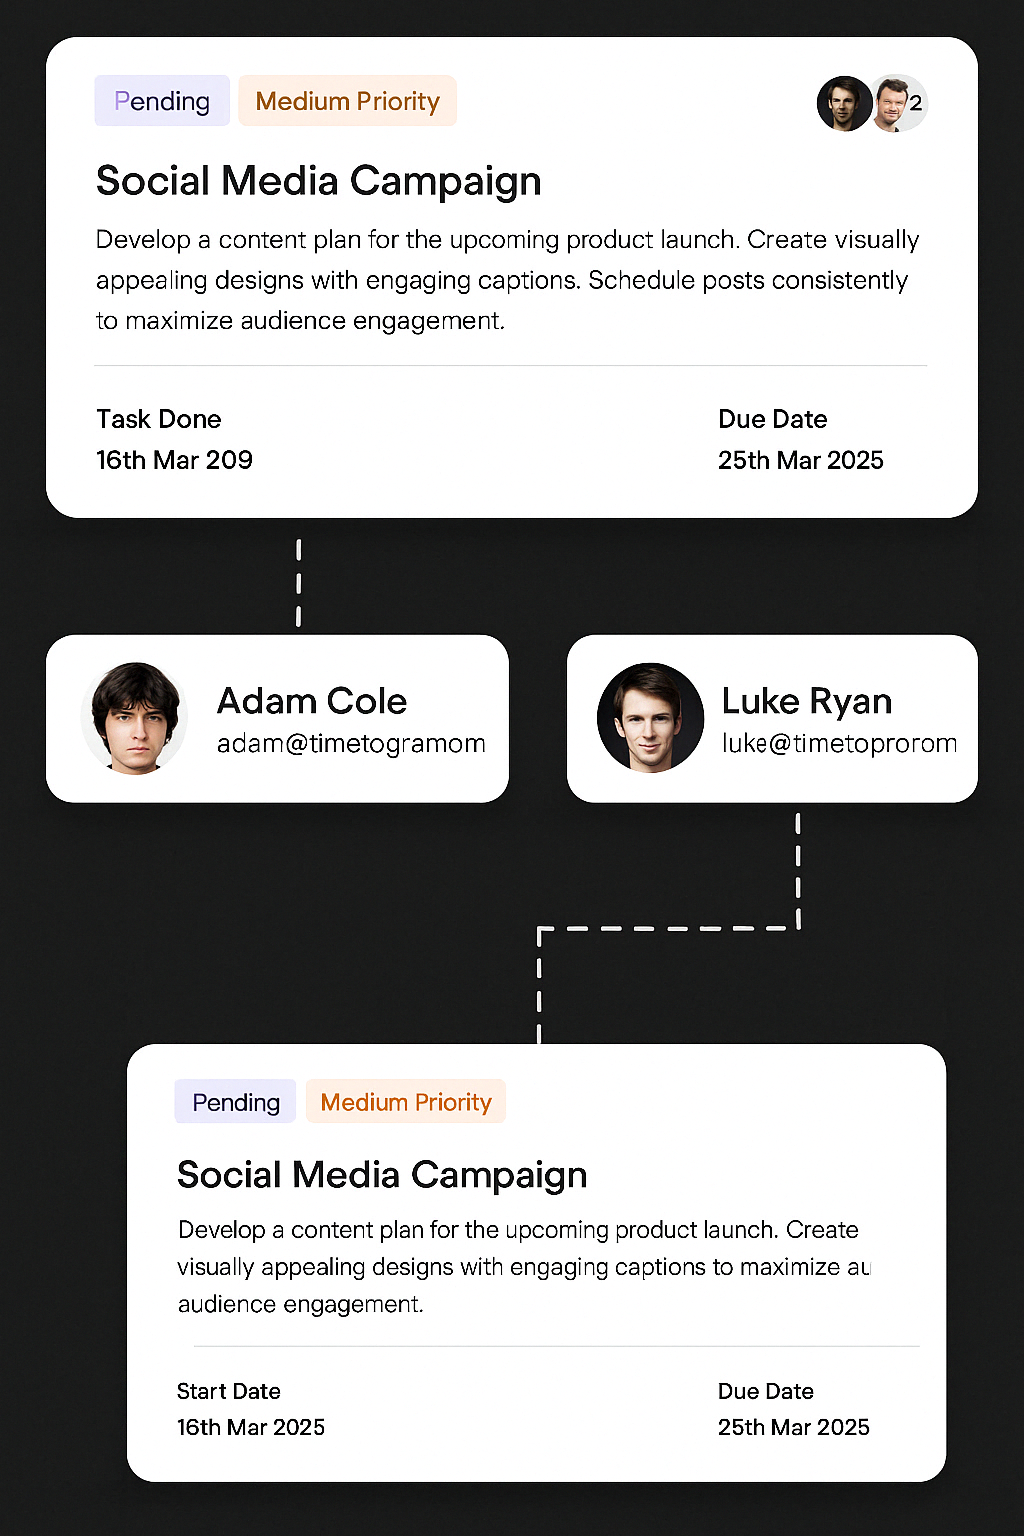 Pending
Medium Priority
2
Social Media Campaign
Develop a content plan for the upcoming product launch. Create visually
appealing designs with engaging captions. Schedule posts consistently
to maximize audience engagement.
Task Done
Due Date
16th Mar 209
25th Mar 2025
Adam Cole
adam@timetogramom
Luke Ryan
luke@timetoprorom
Pending
Medium Priority
Social Media Campaign
Develop a content plan for the upcoming product launch. Create
visually appealing designs with engaging captions to maximize au
audience engagement.
Start Date
Due Date
16th Mar 2025
25th Mar 2025